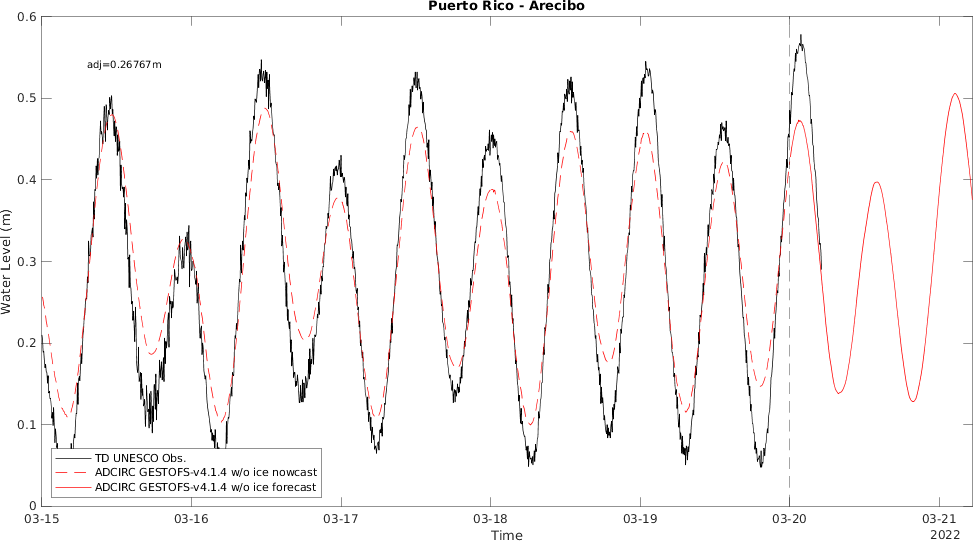 Puerto Rico - Arecibo
adj=0.26767m
0.6
0.5
0.4
0.3
0.2
0.1
0
Water Level (m)
TD UNESCO Obs.
ADCIRC GESTOFS-v4.1.4 w/o ice nowcast
ADCIRC GESTOFS-v4.1.4 w/o ice forecast
03-15 03-16 03-17 03-18 03-19 03-20 03-21
Time
2022